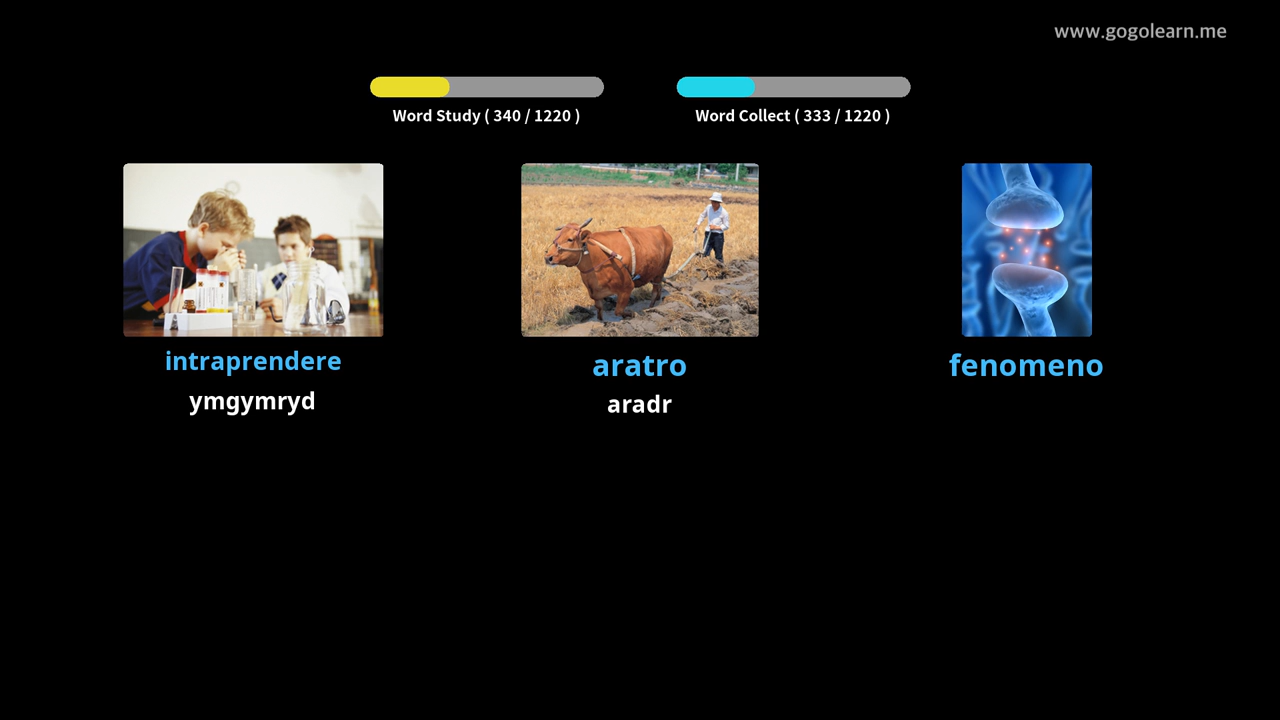 www.gogolearn.me
Word Study ( 340 / 1220 )
Word Collect ( 333 / 1220 )
intraprendere
aratro
fenomeno
ymgymryd
aradr